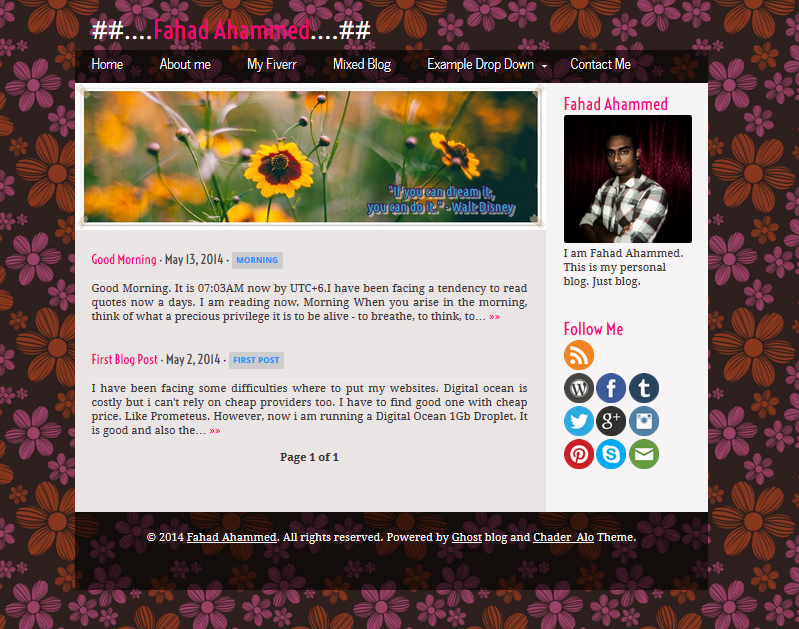 ##....Fahad Ahammed....##
Home About me My Fiverr Mixed Blog Example Drop Down Contact Me
"If you can dream it,
you can do it." - Walt Disney
Good Morning · May 13, 2014 · MORNING
Good Morning. It is 07:03AM now by UTC+6.I have been facing a tendency to read
quotes now a days. I am reading now. Morning When you arise in the morning,
think of what a precious privilege it is to be alive - to breathe, to think, to… »»
First Blog Post · May 2, 2014 · FIRST POST
I have been facing some difficulties where to put my websites. Digital ocean is
costly but i can't rely on cheap providers too. I have to find good one with cheap
price. Like Prometeus. However, now i am running a Digital Ocean 1Gb Droplet. It
is good and also the… »»
Page 1 of 1
Fahad Ahammed
I am Fahad Ahammed.
This is my personal
blog. Just blog.
Follow Me
© 2014 Fahad Ahammed. All rights reserved. Powered by Ghost blog and Chader_Alo Theme.